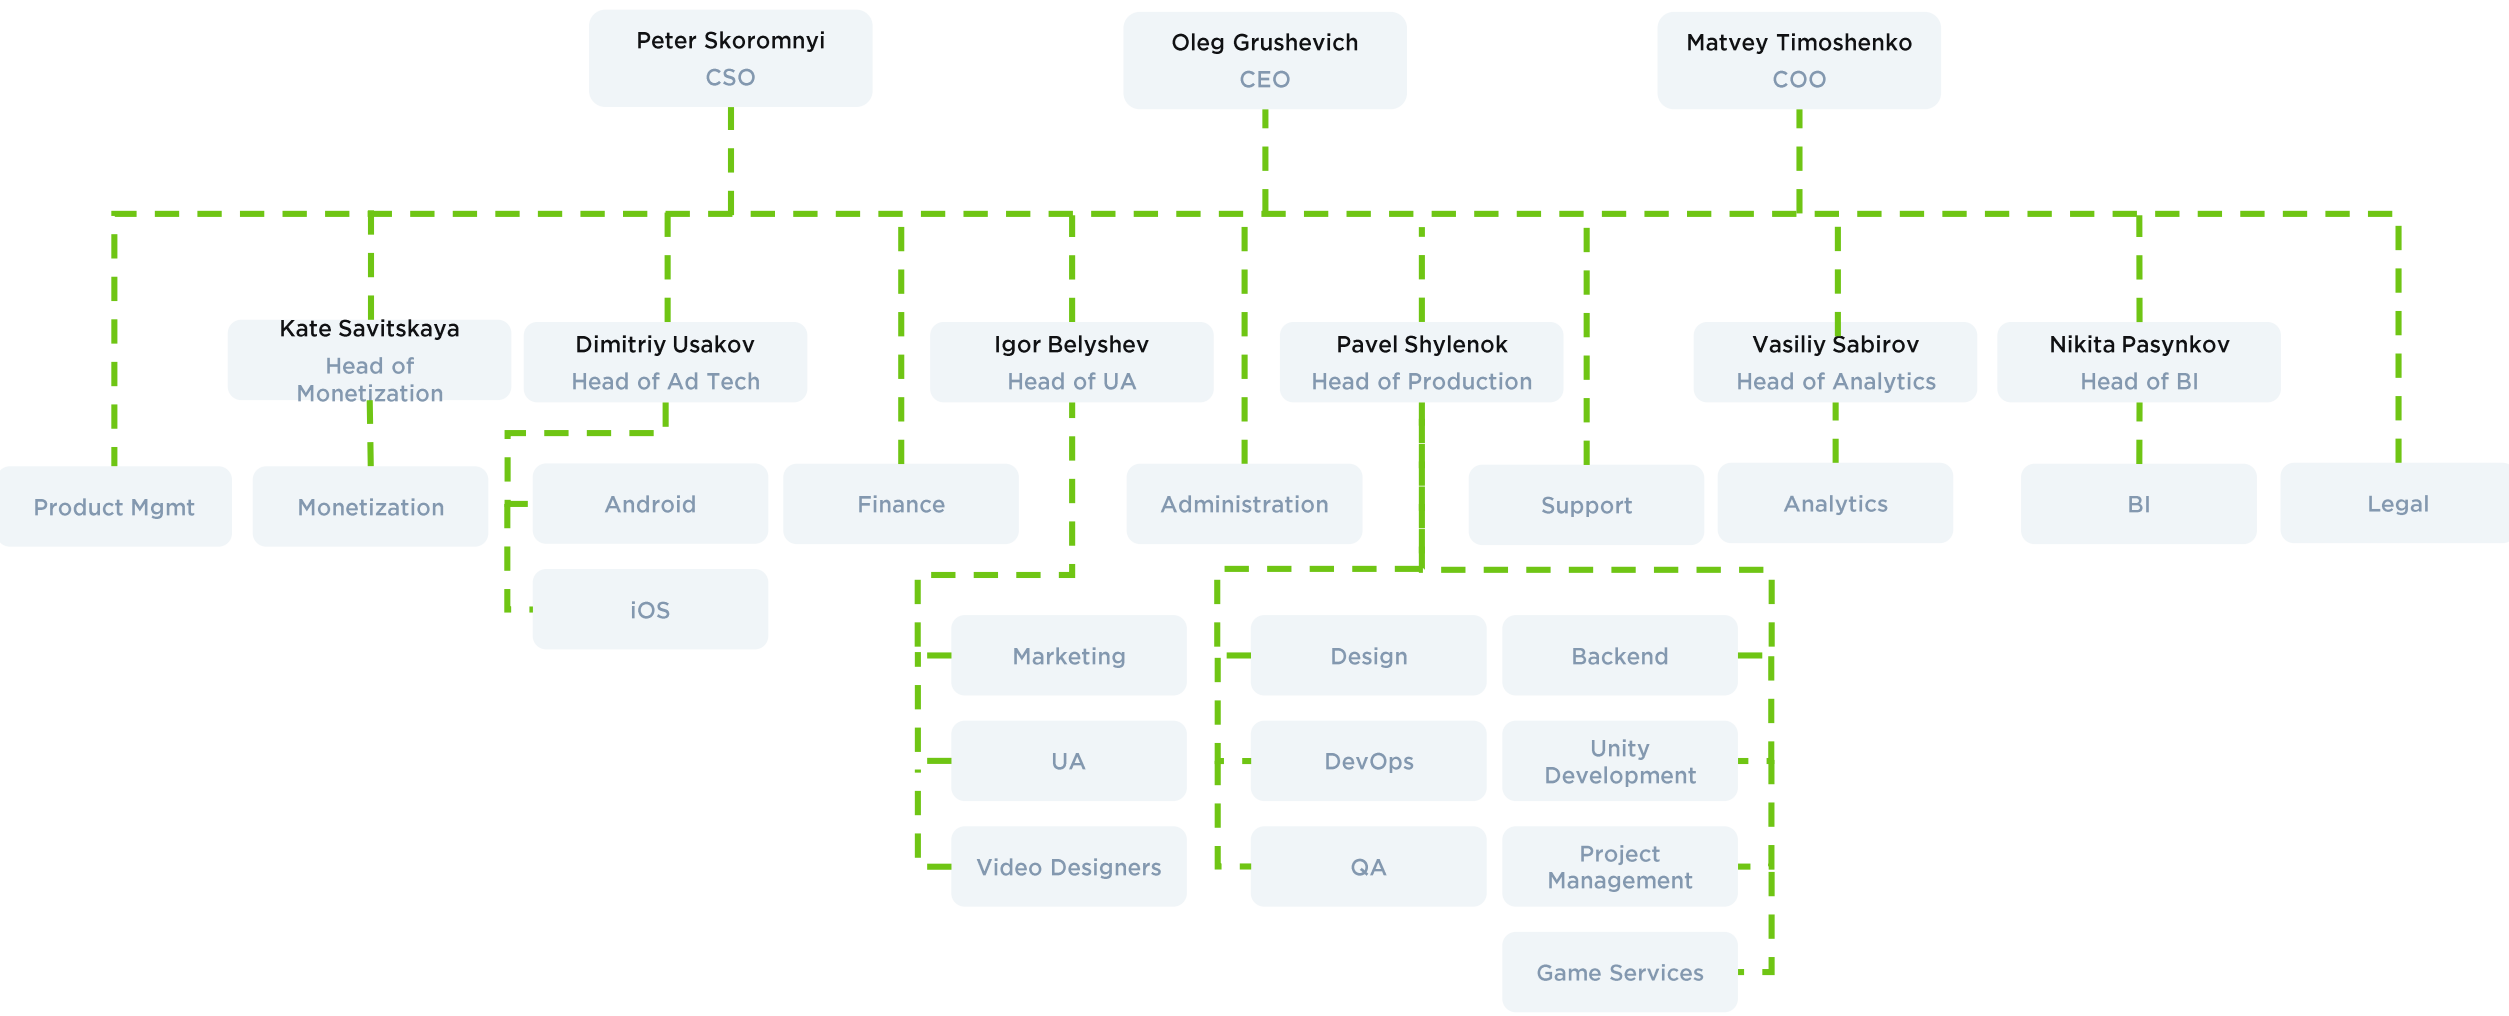 Peter Skoromnyi
CSO
Oleg Grushevich
CEO
Matvey Timoshenko
COO
Kate Savitskaya
Head of
Monetization
Dimitriy Usakov
Head of Ad Tech
Igor Belyshev
Head of UA
Pavel Shylenok
Head of Production
Vasiliy Sabirov
Head of Analytics
Nikita Pasynkov
Head of BI
Product Mgmt
Monetization
Android
Finance
Administration
Support
Analytics
BI
Legal
iOS
Marketing
Design
Backend
UA
DevOps
Unity
Development
Video Designers
QA
Project
Management
Game Services